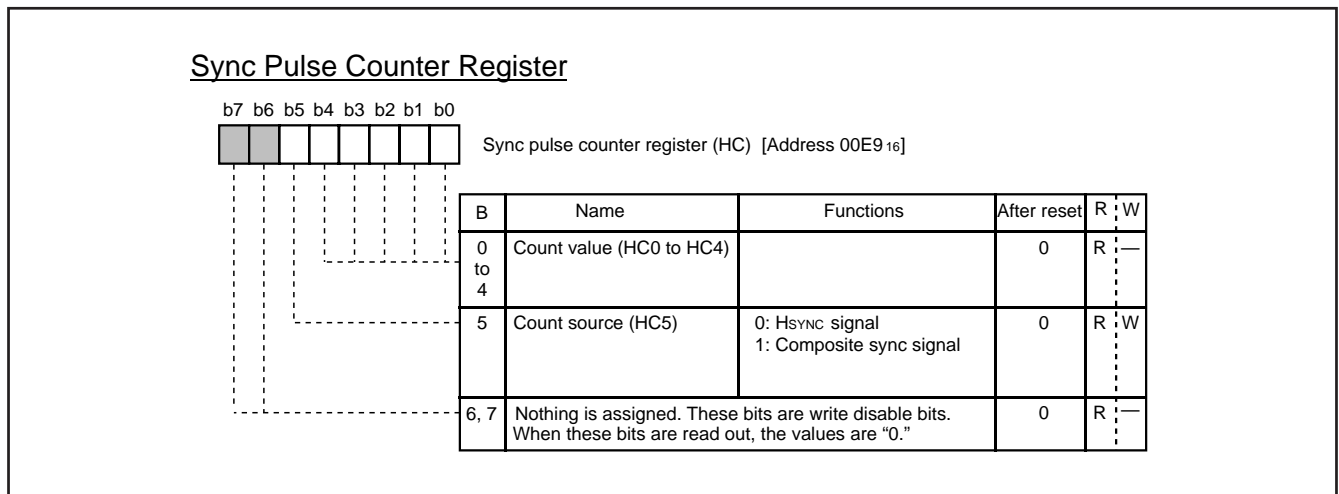 Sync Pulse Counter Register
b7 b6 b5 b4 b3 b2 b1 b0
Sync pulse counter register (HC) [Address 00E9 16]
B Name Functions After reset R W
0 to 4 Count value (HC0 to HC4) 0 R —
5 Count source (HC5) 0: HSYNC signal 0 R W
1: Composite sync signal
6, 7 Nothing is assigned. These bits are write disable bits. 0 R —
When these bits are read out, the values are “0.”